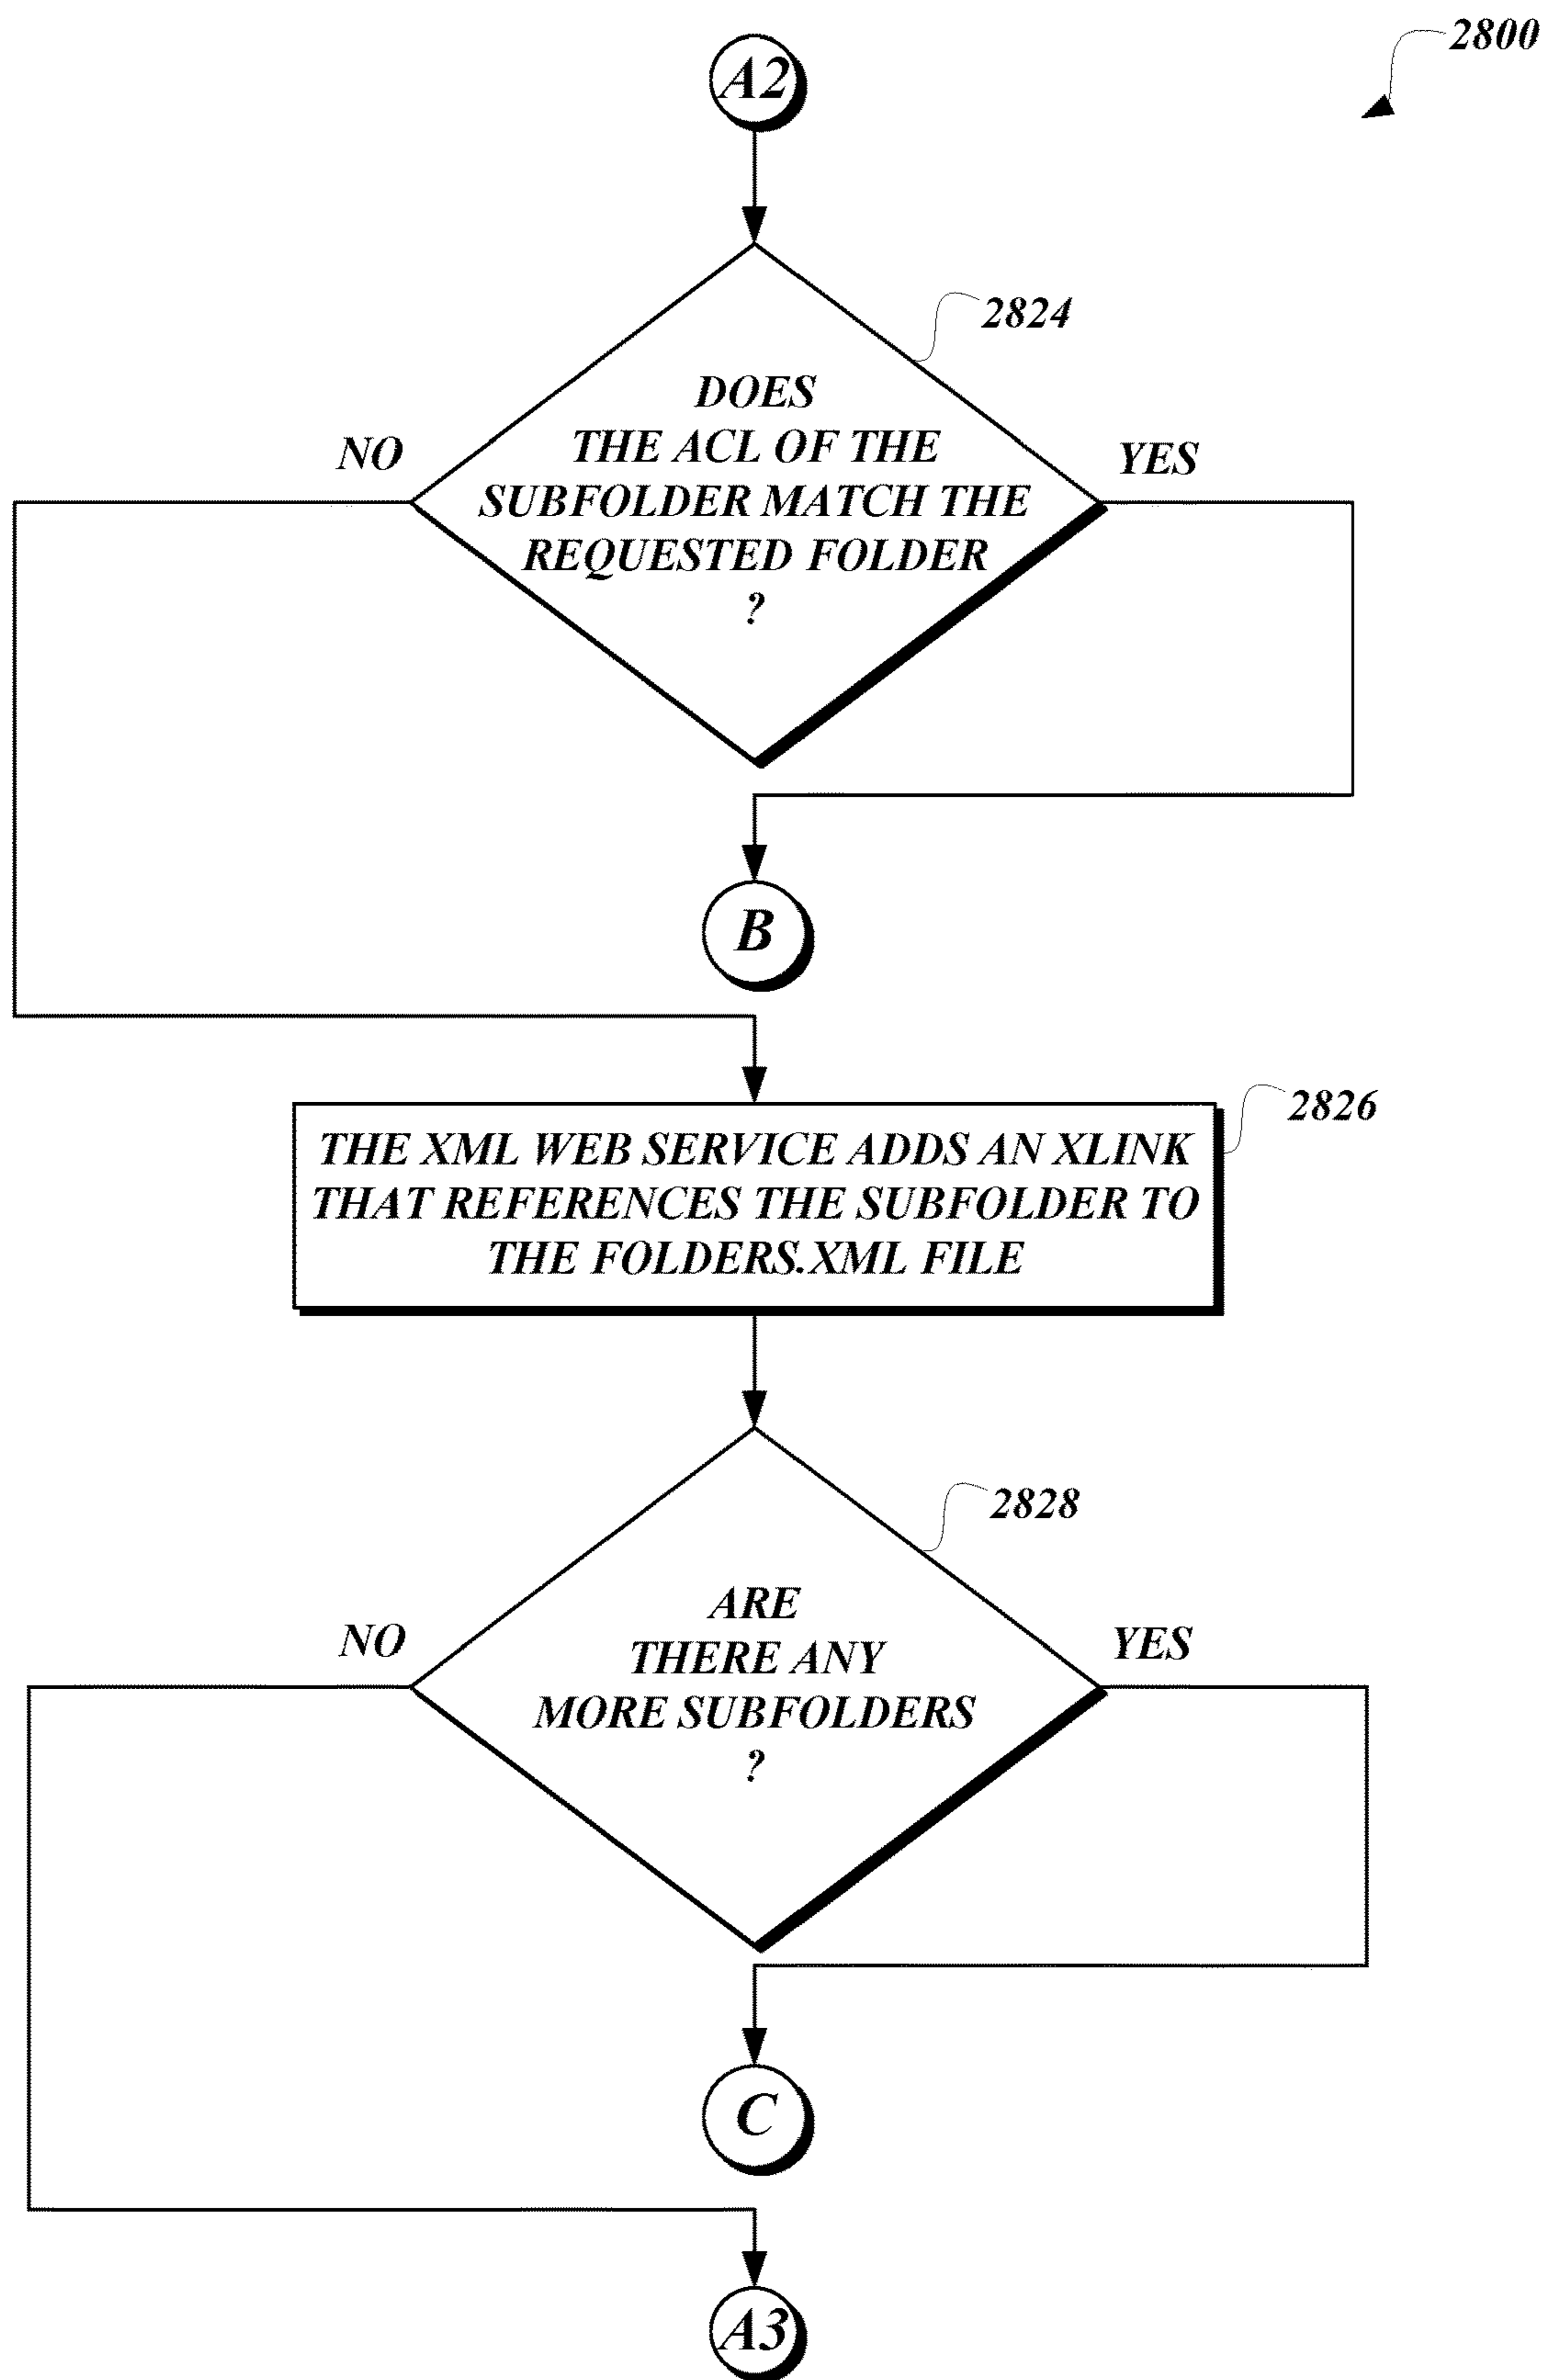 2800
A2
2824
DOES
THE ACL OF THE
SUBFOLDER MATCH THE
REQUESTED FOLDER
?
NO
YES
B
2826
THE XML WEB SERVICE ADDS AN XLINK
THAT REFERENCES THE SUBFOLDER TO
THE FOLDERS.XML FILE
2828
ARE
THERE ANY
MORE SUBFOLDERS
?
NO
YES
C
A3